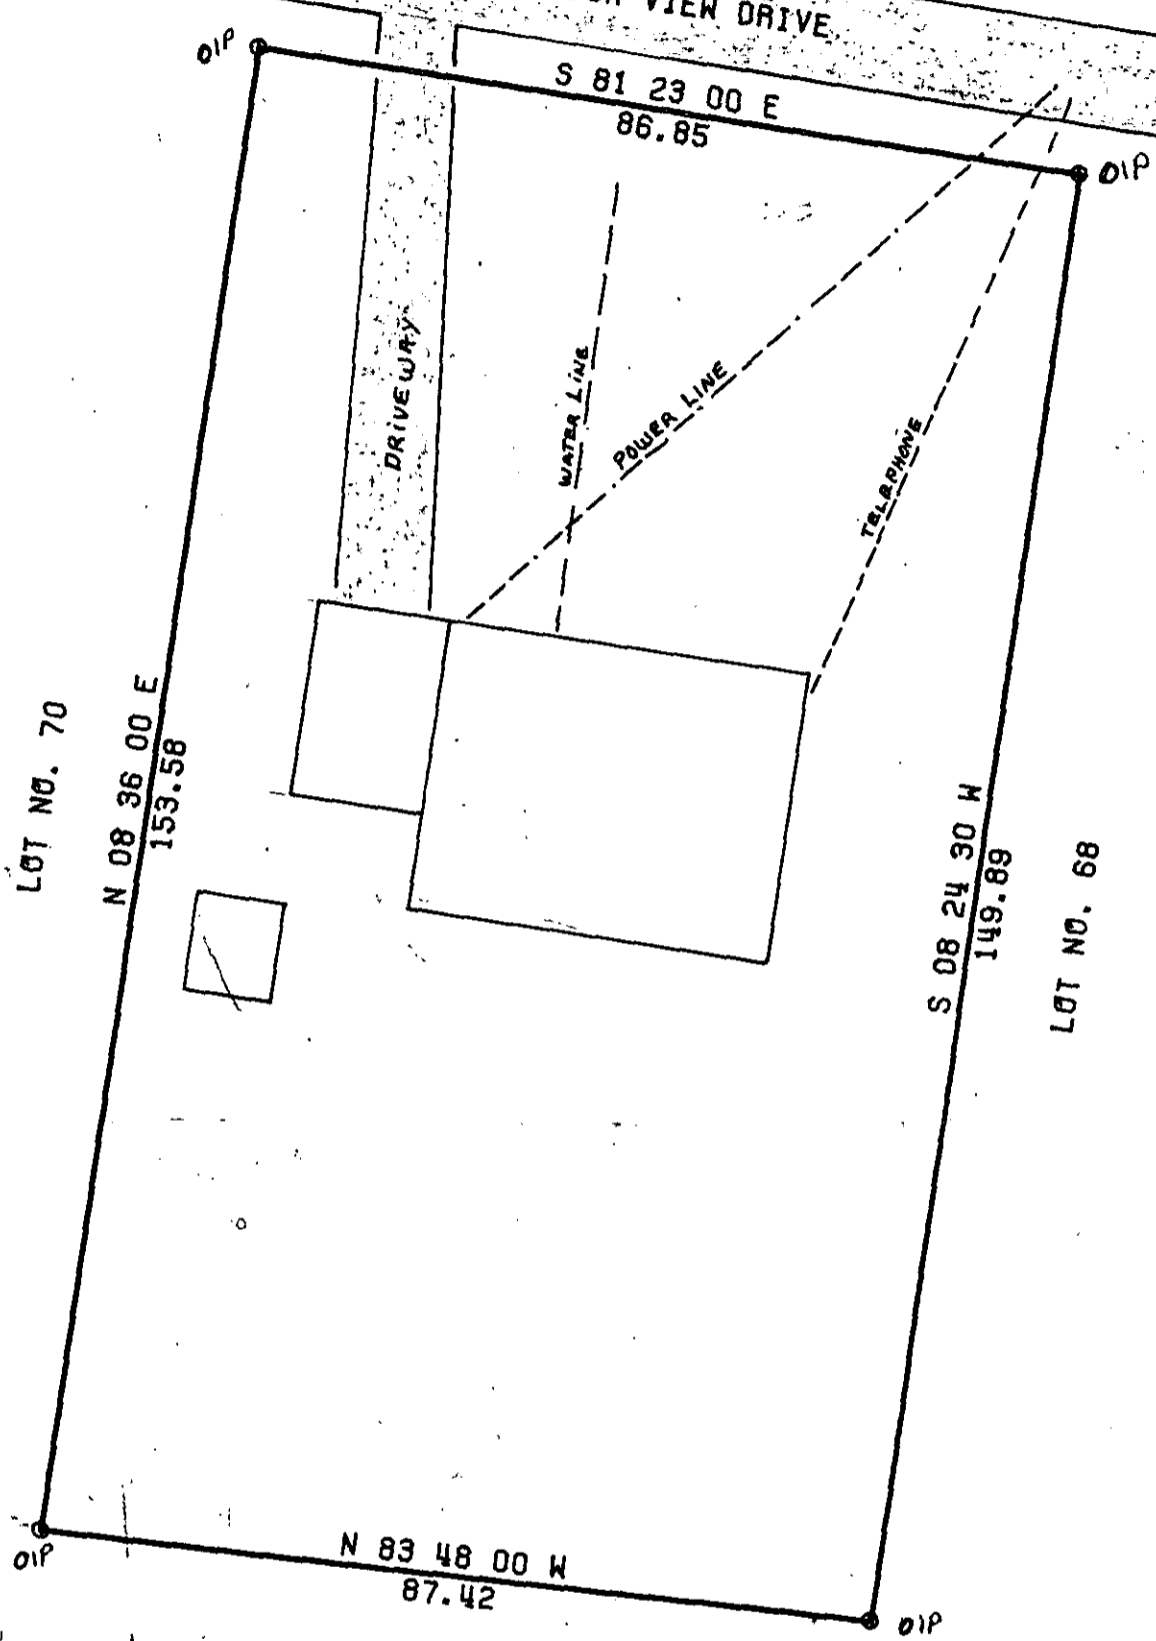 VIEW DRIVE
OIP
S 81 23 00 E
86.85
OIP
DRIVEWAY
WATER LINE
POWER LINE
TELEPHONE
LOT NO. 70
N 08 36 00 E
153.58
S 08 24 30 W
149.89
LOT NO. 68
OIP
N 83 48 00 W
87.42
OIP